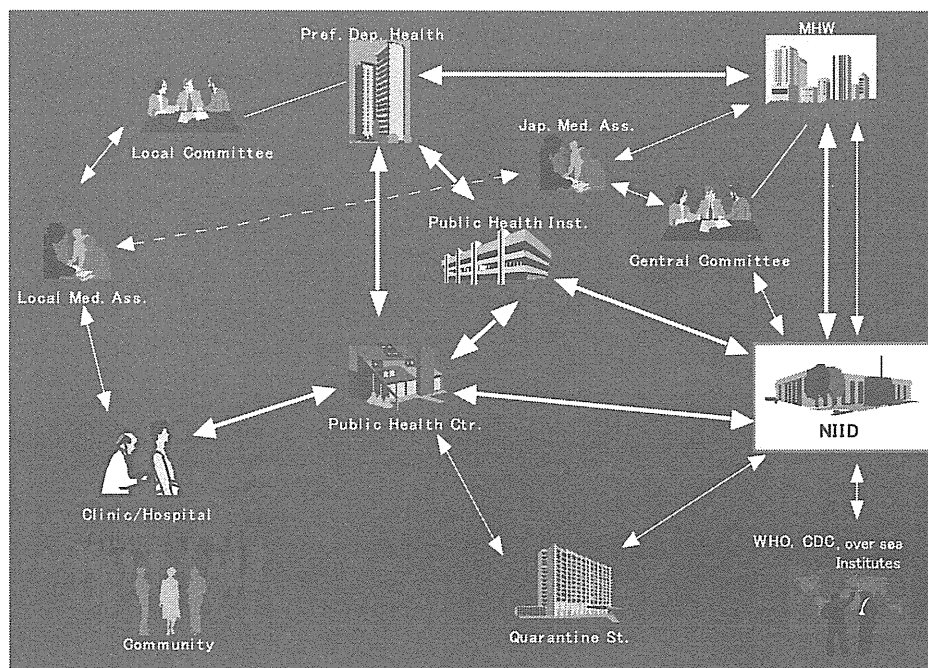 Pref. Dep. Health
MHW
Local Committee
Jap. Med. Ass.
Public Health Inst.
Central Committee
Local Med. Ass.
Public Health Ctr.
NIID
Clinic/Hospital
WHO, CDC, over sea
Institutes
Community
Quarantine St.